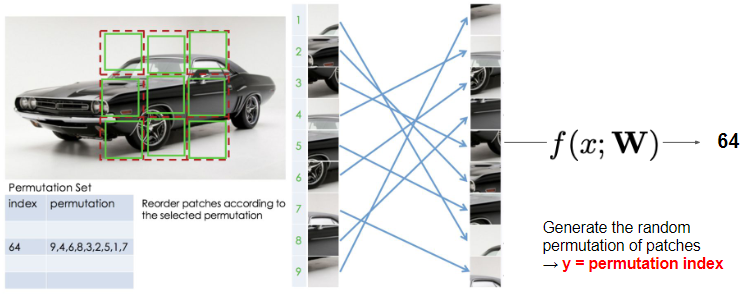 Permutation Set
index permutation
64 9,4,6,8,3,2,5,1,7
Reorder patches according to
the selected permutation
1
2
3
4
5
6
7
8
9
f(x; W)
64
Generate the random
permutation of patches
→ y = permutation index